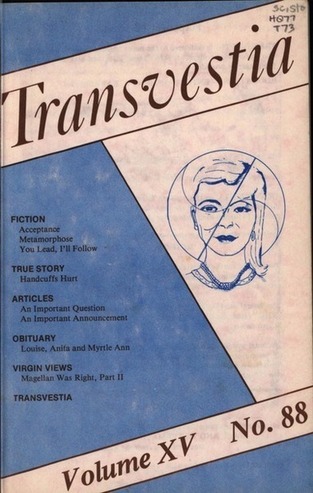 SC1510
HQ77
T73
Transvestia
FICTION
Acceptance
Metamorphose
You Lead, I'll Follow
TRUE STORY
Handcuffs Hurt
ARTICLES
An Important Question
An Important Announcement
OBITUARY
Louise, Anita and Myrtle Ann
VIRGIN VIEWS
Magellan Was Right, Part II
TRANSVESTIA
Volume XV No. 88